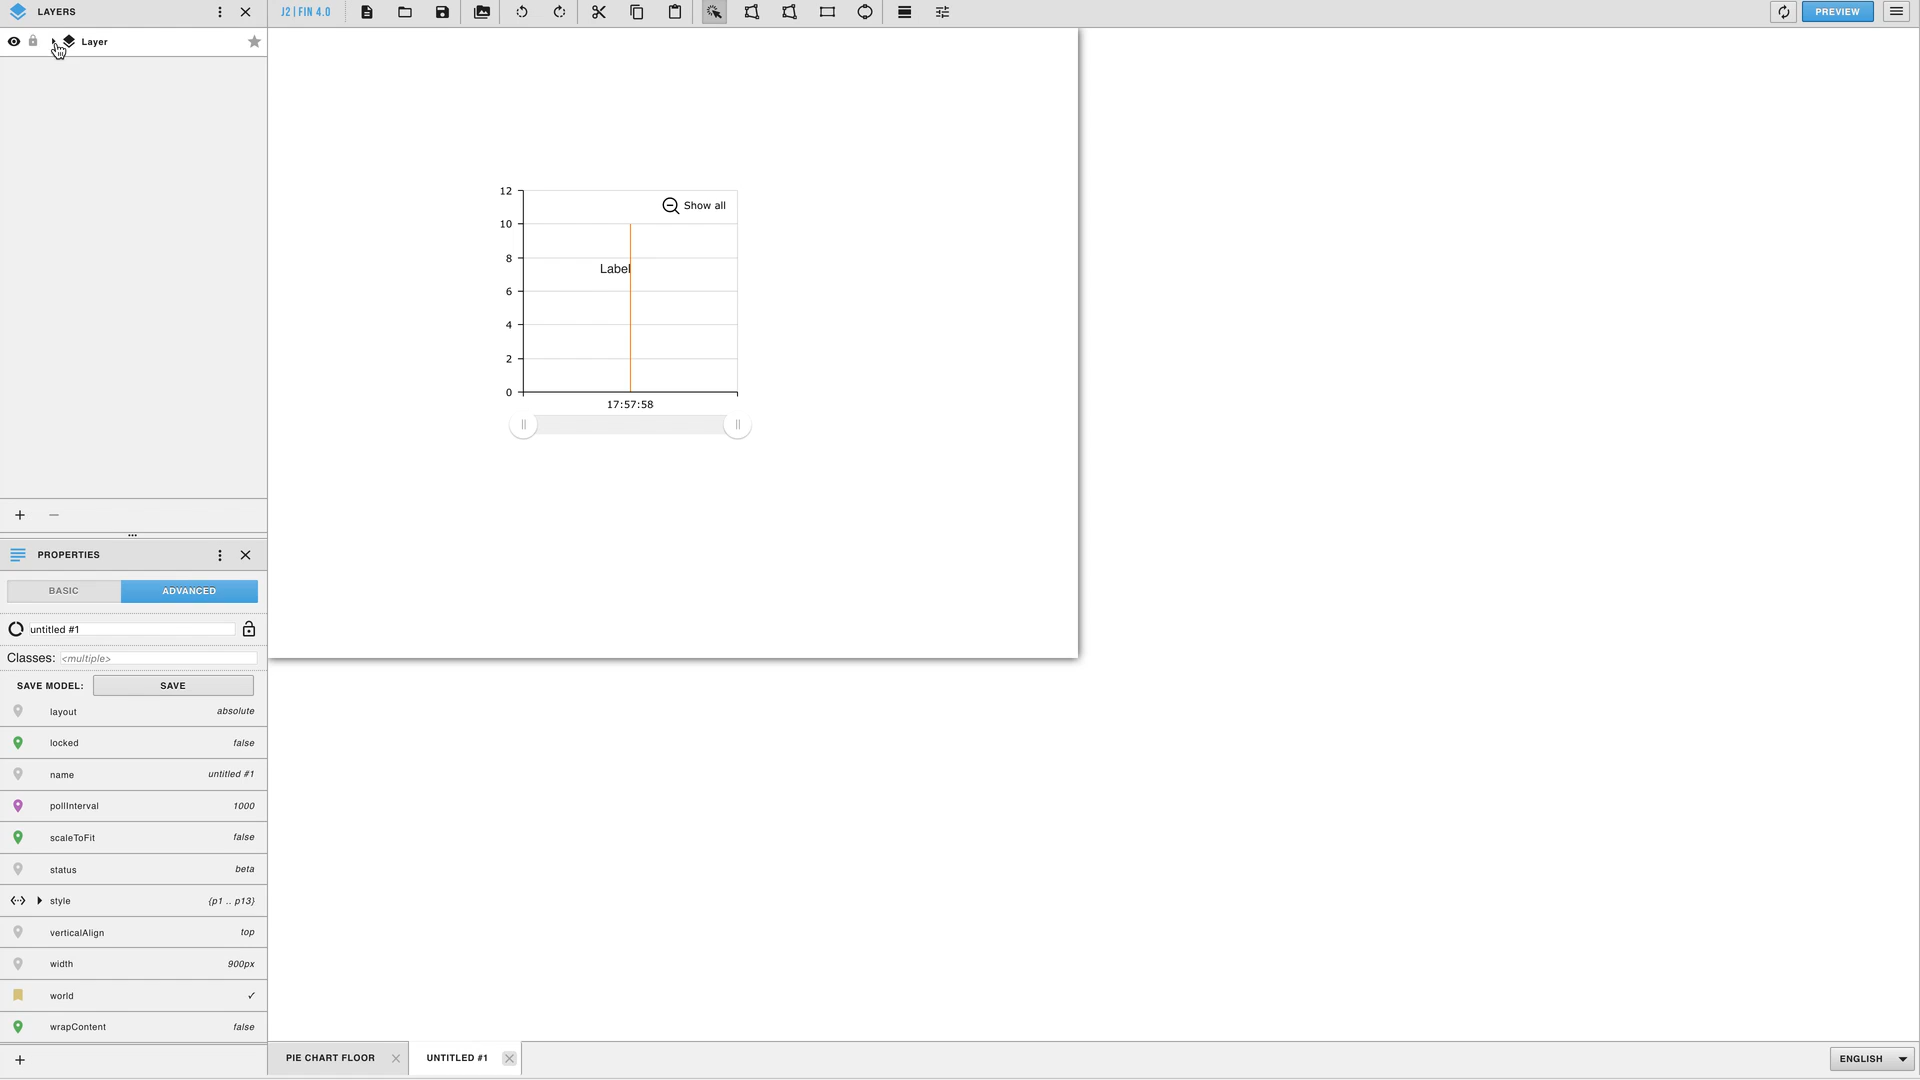 LAYERS
J2 | FIN 4.0
PREVIEW
Layer
12
10
8
6
4
2
0
Show all
Label
17:57:58
PROPERTIES
BASIC
ADVANCED
untitled #1
Classes: <multiple>
SAVE MODEL: SAVE
layout absolute
locked false
name untitled #1
pollInterval 1000
scaleToFit false
status beta
style {p1 .. p13}
verticalAlign top
width 900px
world ✓
wrapContent false
PIE CHART FLOOR
UNTITLED #1
ENGLISH